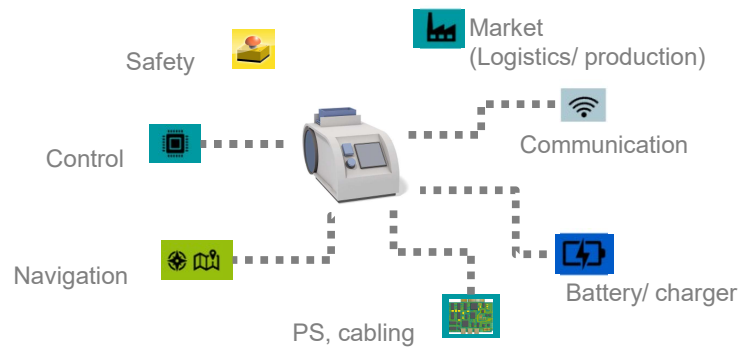 Market
(Logistics/ production)
Safety
Communication
Control
Navigation
Battery/ charger
PS, cabling